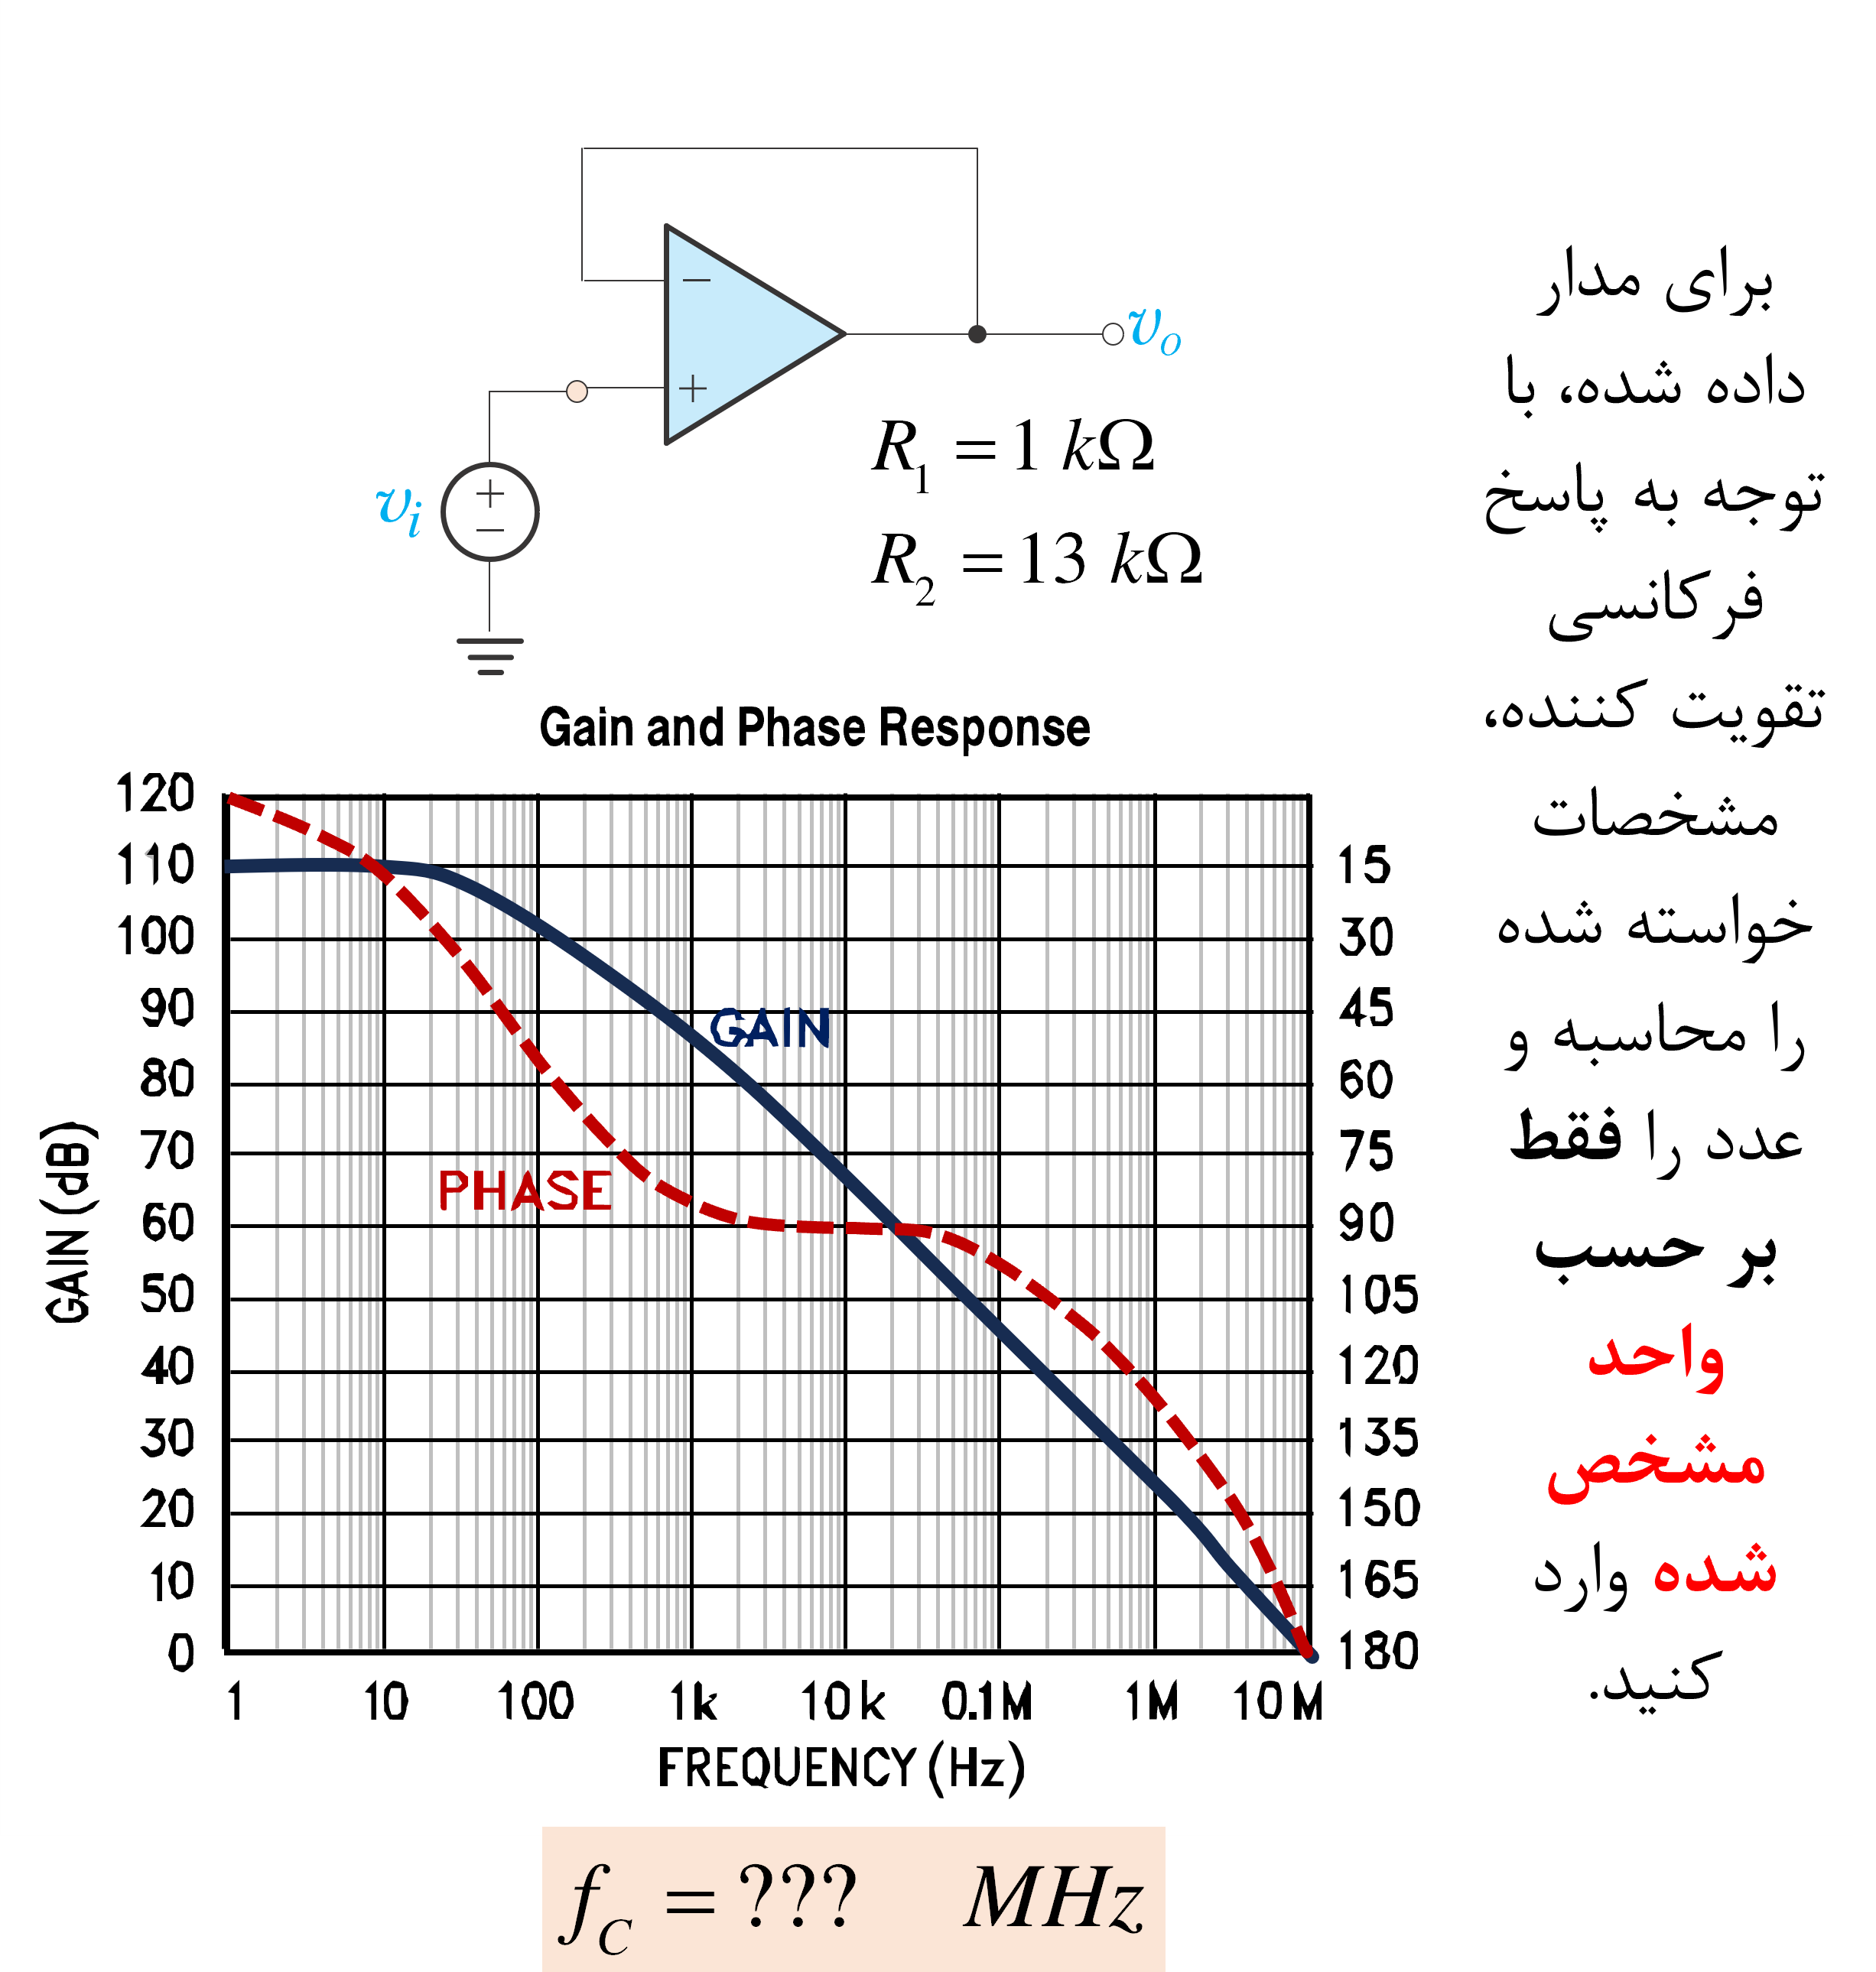 −
v_o
+
R_1 = 1 kΩ
v_i
+
−
R_2 = 13 kΩ
برای مدار
داده شده، با
توجه به پاسخ
فرکانسی
تقویت کننده،
مشخصات
خواسته شده
را محاسبه و
عدد را فقط
بر حسب
واحد
مشخص
شده وارد
کنید.
Gain and Phase Response
120
110 15
100 30
90 45
GAIN
80 60
70 75
PHASE
60 90
50 105
40 120
30 135
20 150
10 165
0 180
GAIN (dB)
1 10 100 1k 10k 0.1M 1M 10M
FREQUENCY (Hz)
f_C = ??? MHz